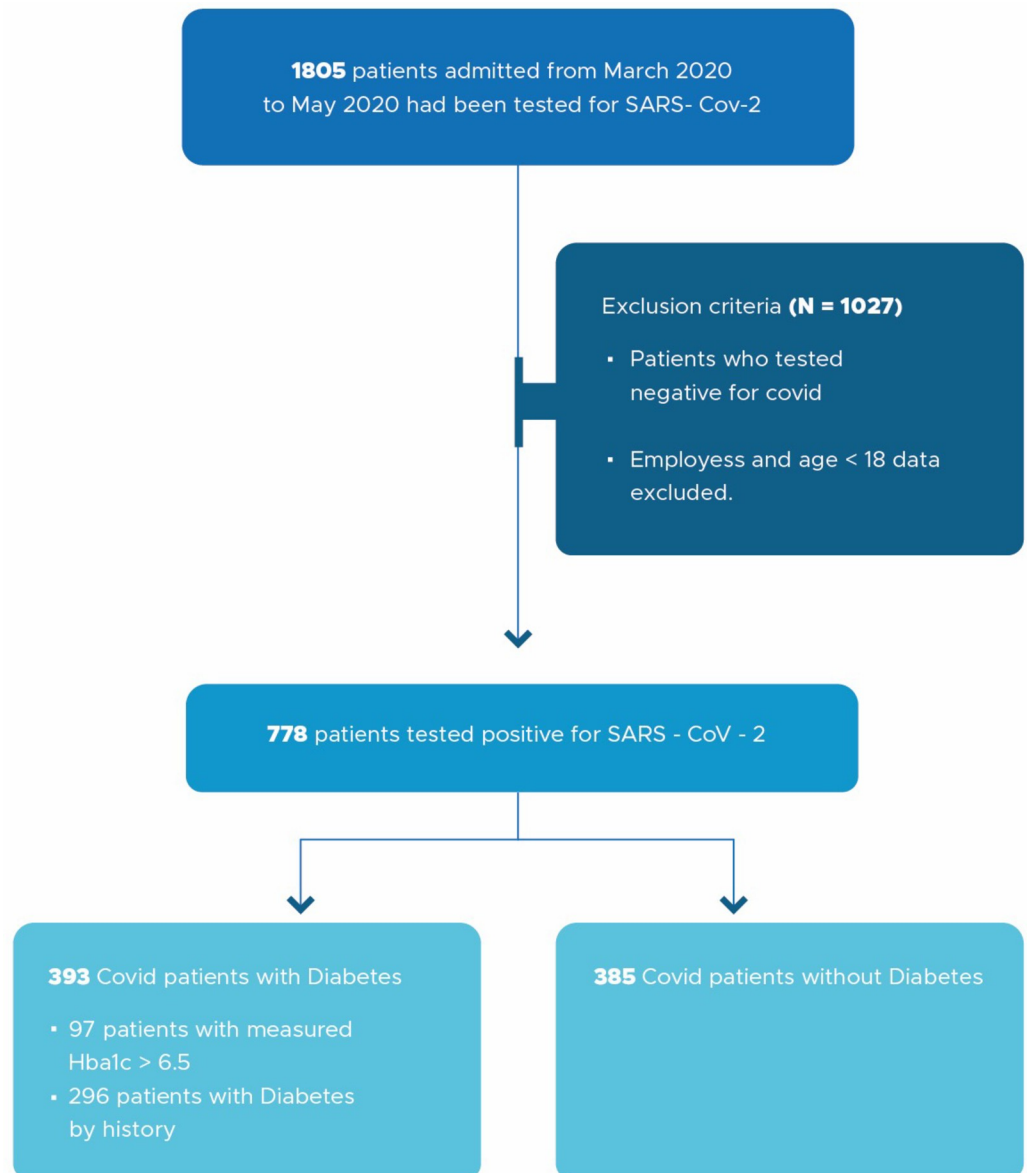 1805 patients admitted from March 2020
to May 2020 had been tested for SARS- Cov-2
Exclusion criteria (N = 1027)
▪ Patients who tested
negative for covid
▪ Employess and age < 18 data
excluded.
778 patients tested positive for SARS - CoV - 2
393 Covid patients with Diabetes
▪ 97 patients with measured
Hba1c > 6.5
▪ 296 patients with Diabetes
by history
385 Covid patients without Diabetes